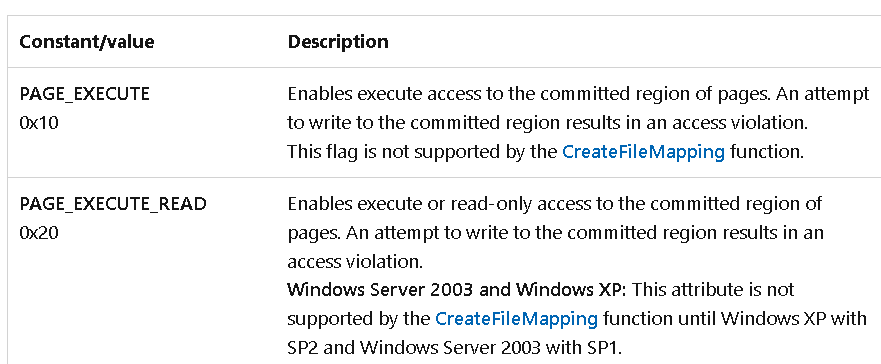 Constant/value Description
PAGE_EXECUTE
0x10
Enables execute access to the committed region of pages. An attempt
to write to the committed region results in an access violation.
This flag is not supported by the CreateFileMapping function.
PAGE_EXECUTE_READ
0x20
Enables execute or read-only access to the committed region of
pages. An attempt to write to the committed region results in an
access violation.
Windows Server 2003 and Windows XP: This attribute is not
supported by the CreateFileMapping function until Windows XP with
SP2 and Windows Server 2003 with SP1.